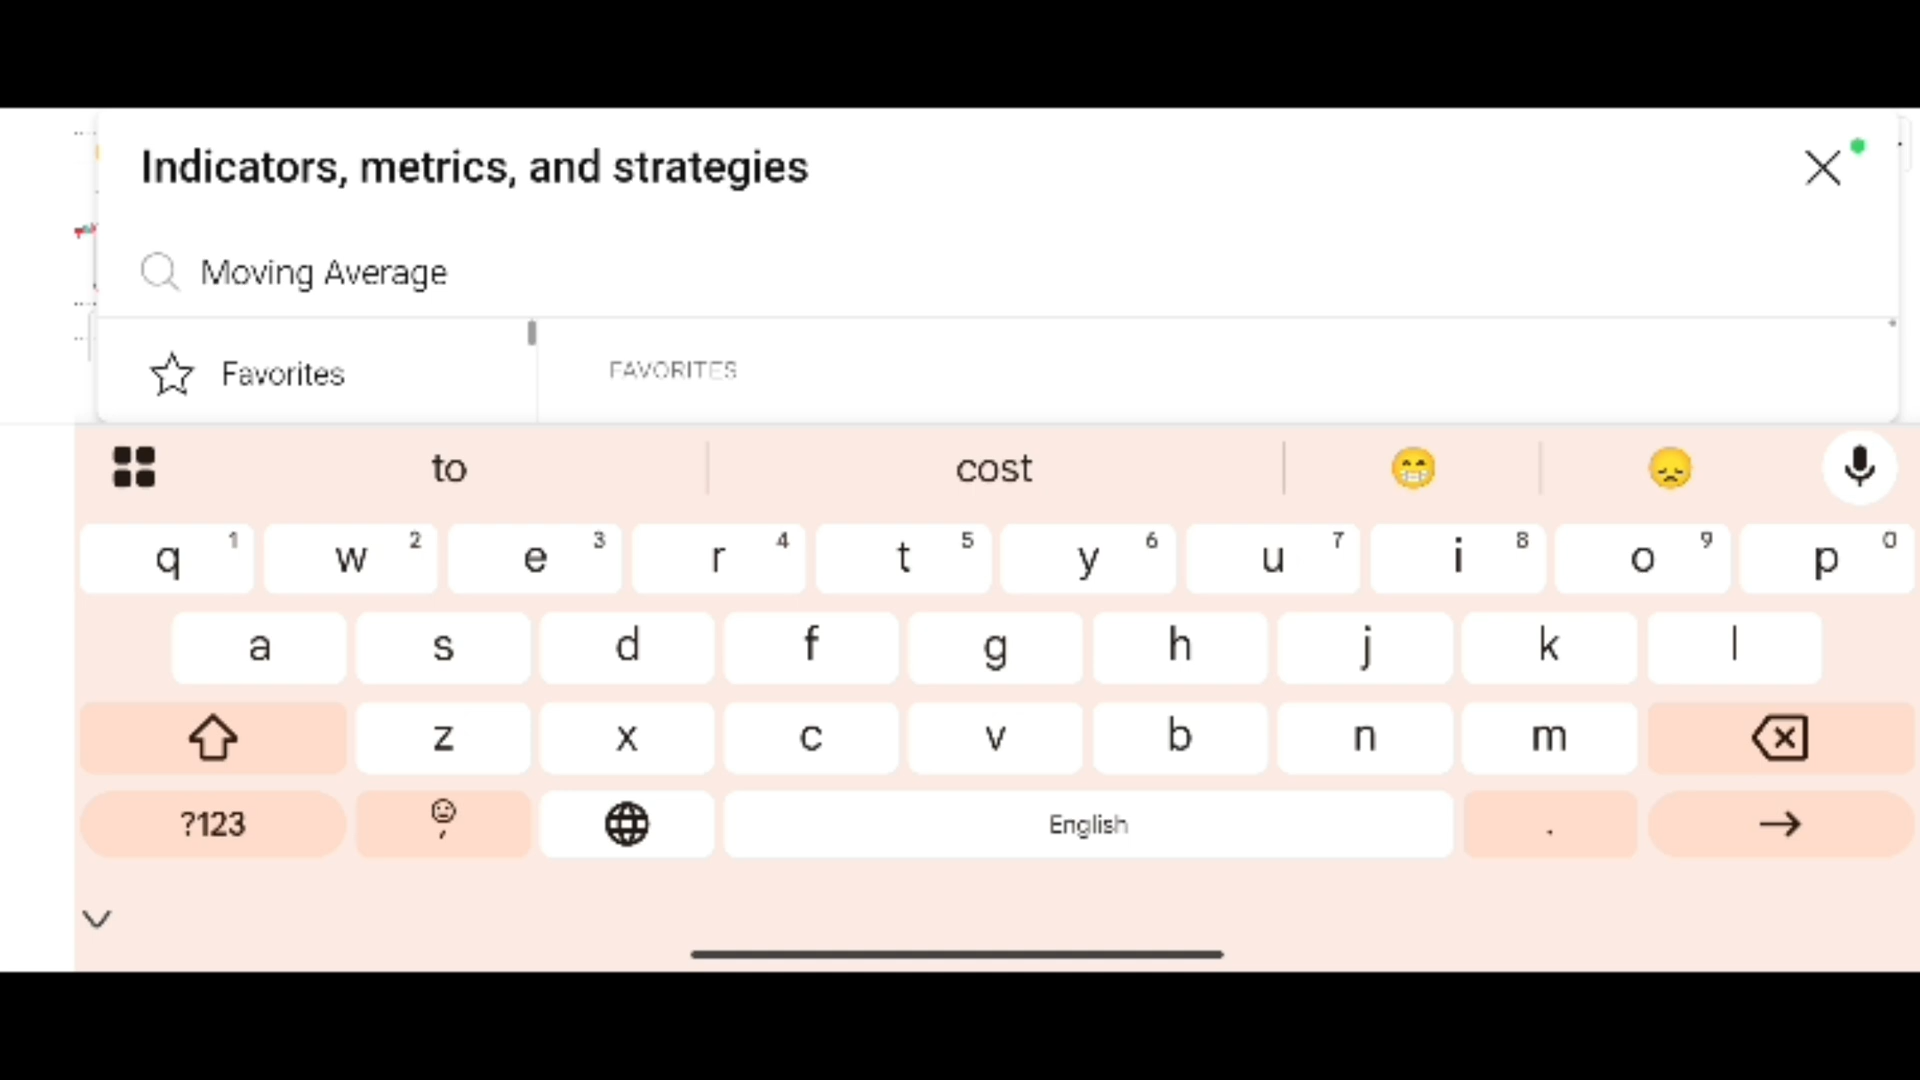 Indicators, metrics, and strategies
Moving Average
Favorites
FAVORITES
to cost 😁 😞
q 1 w 2 e 3 r 4 t 5 y 6 u 7 i 8 o 9 p 0
a s d f g h j k l
z x c v b n m
?123 , English .